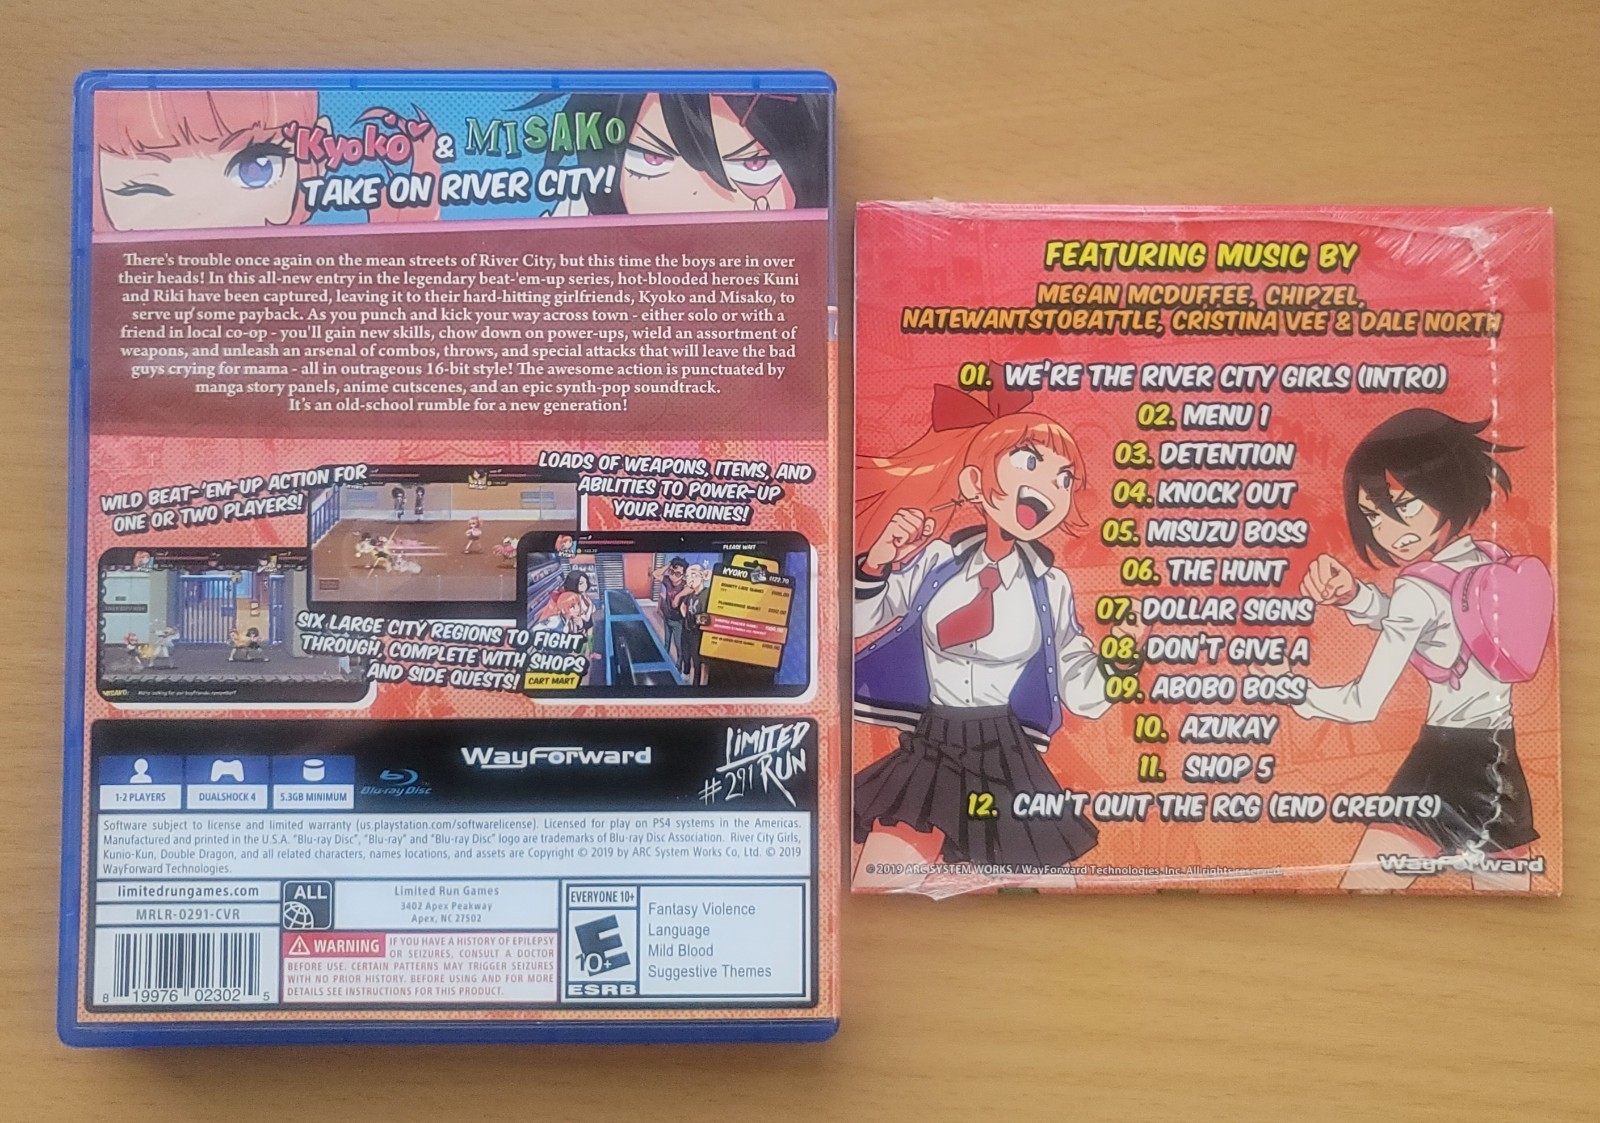 Kyoko & MISAKO
TAKE ON RIVER CITY!
There's trouble once again on the mean streets of River City, but this time the boys are in over
their heads! In this all-new entry in the legendary beat-'em-up series, hot-blooded heroes Kuni
and Riki have been captured, leaving it to their hard-hitting girlfriends, Kyoko and Misako, to
serve up some payback. As you punch and kick your way across town - either solo or with a
friend in local co-op - you'll gain new skills, chow down on power-ups, wield an assortment of
weapons, and unleash an arsenal of combos, throws, and special attacks that will leave the bad
guys crying for mama - all in outrageous 16-bit style! The awesome action is punctuated by
manga story panels, anime cutscenes, and an epic synth-pop soundtrack.
It's an old-school rumble for a new generation!
WILD BEAT-'EM-UP ACTION FOR
ONE OR TWO PLAYERS!
LOADS OF WEAPONS, ITEMS, AND
ABILITIES TO POWER-UP
YOUR HEROINES!
PLEASE WAIT
KYOKO
SIX LARGE CITY REGIONS TO FIGHT
THROUGH, COMPLETE WITH SHOPS
AND SIDE QUESTS!
CART MART
MISAKO:
WayForward
LIMITED
RUN
#291
1-2 PLAYERS
DUALSHOCK 4
5.3GB MINIMUM
Blu-ray Disc
Software subject to license and limited warranty (us.playstation.com/softwarelicense). Licensed for play on PS4 systems in the Americas.
Manufactured and printed in the U.S.A. "Blu-ray Disc", "Blu-ray" and "Blu-ray Disc" logo are trademarks of Blu-ray Disc Association. River City Girls,
Kunio-Kun, Double Dragon, and all related characters, names locations, and assets are Copyright © 2019 by ARC System Works Co, Ltd. © 2019
WayForward Technologies.
limitedrungames.com
MRLR-0291-CVR
ALL
Limited Run Games
3402 Apex Peakway
Apex, NC 27502
WARNING
IF YOU HAVE A HISTORY OF EPILEPSY
OR SEIZURES, CONSULT A DOCTOR
BEFORE USE. CERTAIN PATTERNS MAY TRIGGER SEIZURES
WITH NO PRIOR HISTORY. BEFORE USING AND FOR MORE
DETAILS SEE INSTRUCTIONS FOR THIS PRODUCT.
8 19976 02302 5
EVERYONE 10+
E
10+
ESRB
Fantasy Violence
Language
Mild Blood
Suggestive Themes
FEATURING MUSIC BY
MEGAN MCDUFFEE, CHIPZEL,
NATEWANTSTOBATTLE, CRISTINA VEE & DALE NORTH
01. WE'RE THE RIVER CITY GIRLS (INTRO)
02. MENU 1
03. DETENTION
04. KNOCK OUT
05. MISUZU BOSS
06. THE HUNT
07. DOLLAR SIGNS
08. DON'T GIVE A
09. ABOBO BOSS
10. AZUKAY
11. SHOP 5
12. CAN'T QUIT THE RCG (END CREDITS)
© 2019 ARC SYSTEM WORKS / WayForward Technologies, Inc. All rights reserved.
WayForward